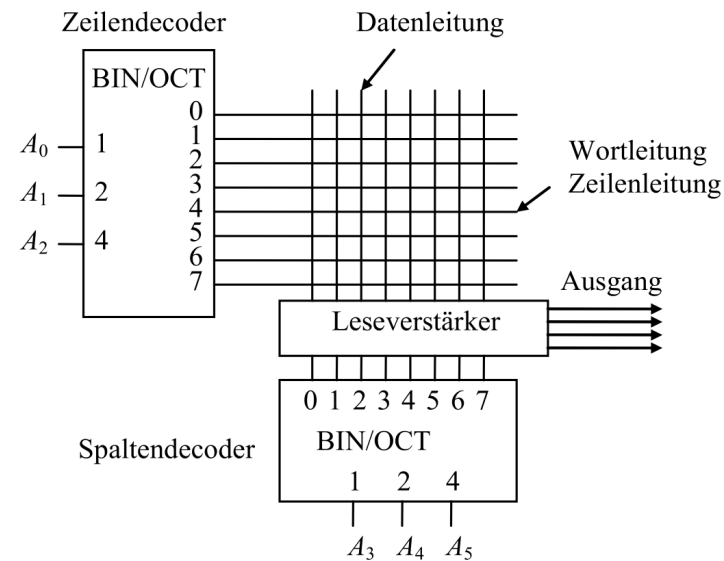 Zeilendecoder
Datenleitung
BIN/OCT
0
1
2
3
4
5
6
7
A₀ 1
A₁ 2
A₂ 4
Wortleitung
Zeilenleitung
Ausgang
Leseverstärker
0 1 2 3 4 5 6 7
Spaltendecoder
BIN/OCT
1 2 4
A₃ A₄ A₅